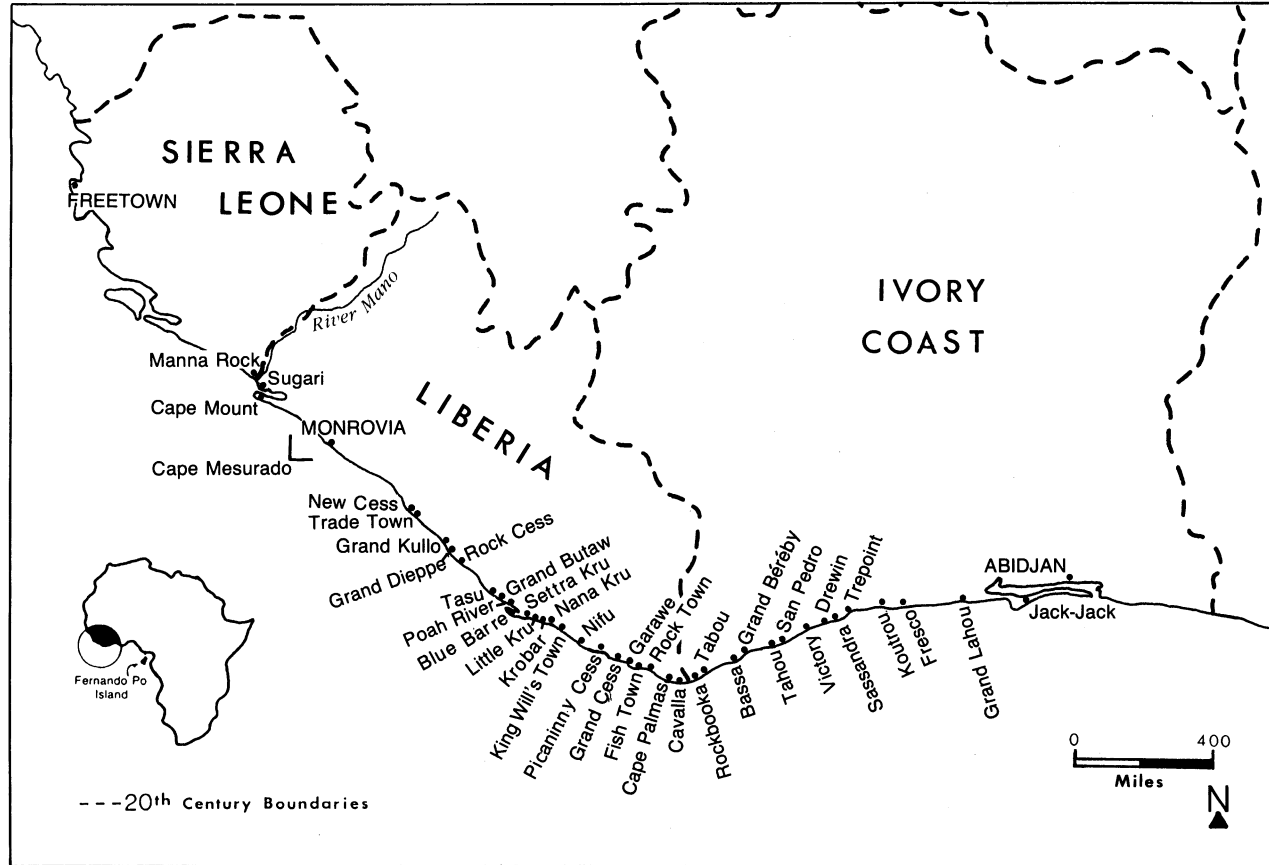 SIERRA
LEONE
FREETOWN
River Mano
IVORY
COAST
Manna Rock
Sugari
Cape Mount
LIBERIA
MONROVIA
Cape Mesurado
New Cess
Trade Town
Grand Kullo
Rock Cess
Grand Dieppe
Tasu
Grand Butaw
Poah River
Settra Kru
Blue Barre
Nana Kru
Little Kru
Krobar
Nifu
King Will's Town
Picaninny Cess
Garawe
Grand Cess
Rock Town
Fish Town
Cape Palmas
Cavalla
Tabou
Rockbooka
Grand Béréby
Bassa
San Pedro
Tahou
Drewin
Victory
Trepoint
Sassandra
Koutrou
Fresco
Grand Lahou
ABIDJAN
Jack-Jack
Fernando Po
Island
0 400
Miles
N
---20th Century Boundaries